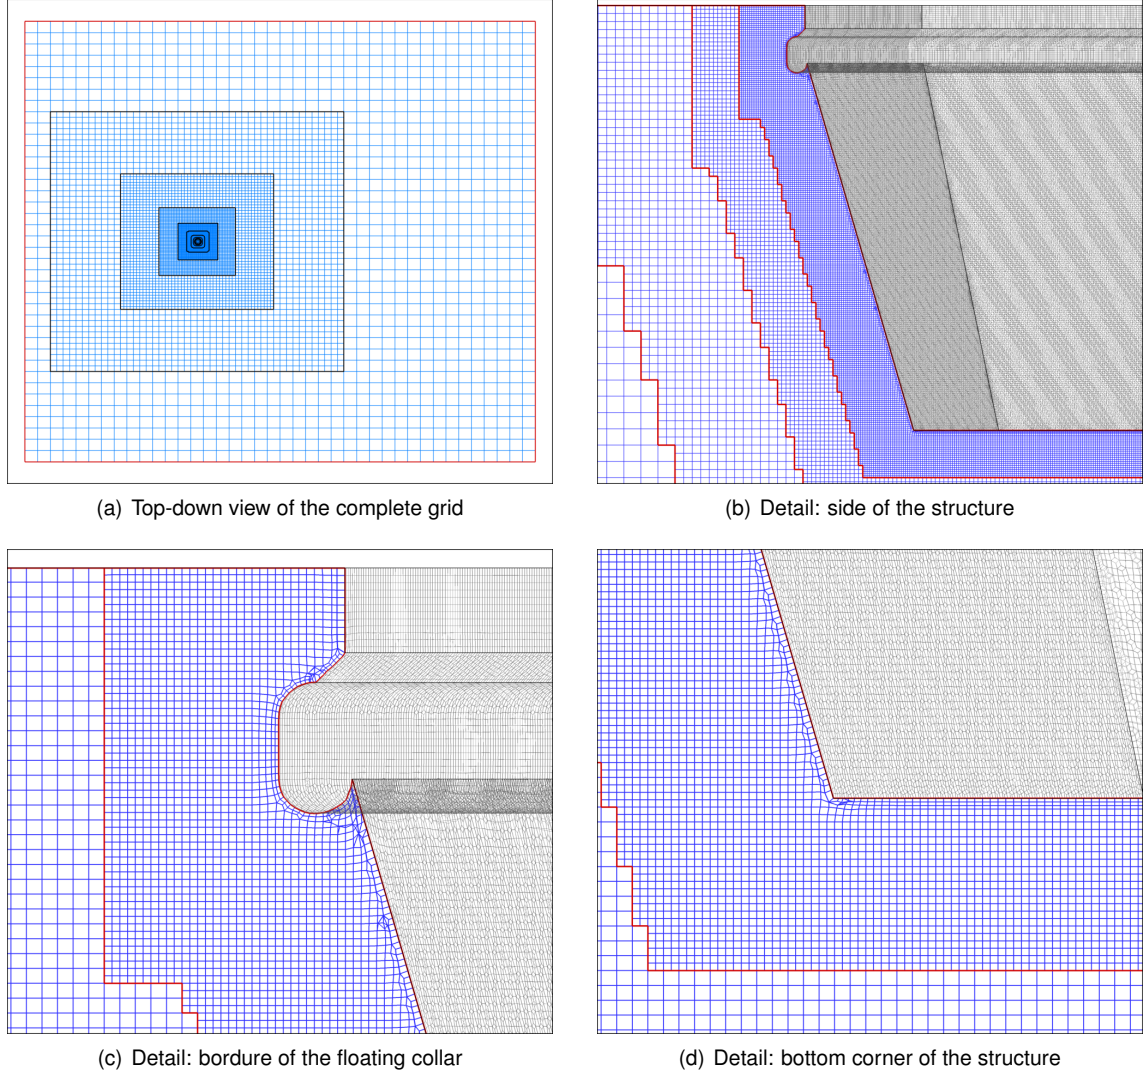 (a) Top-down view of the complete grid
(b) Detail: side of the structure
(c) Detail: bordure of the floating collar
(d) Detail: bottom corner of the structure